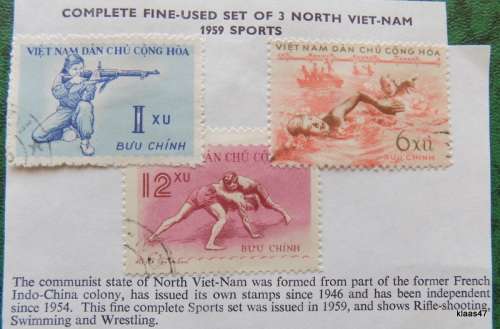 COMPLETE FINE-USED SET OF 3 NORTH VIET-NAM
1959 SPORTS
VIỆT NAM DÂN CHỦ CỘNG HÒA
II XU
BƯU CHÍNH
VIỆT NAM DÂN CHỦ CỘNG HÒA
6 xu
BƯU CHÍNH
DÂN CHỦ CỘNG
12 XU
BƯU CHÍNH
The communist state of North Viet-Nam was formed from part of the former French
Indo-China colony, has issued its own stamps since 1946 and has been independent
since 1954. This fine complete Sports set was issued in 1959, and shows Rifle-shooting,
Swimming and Wrestling.
klaas47